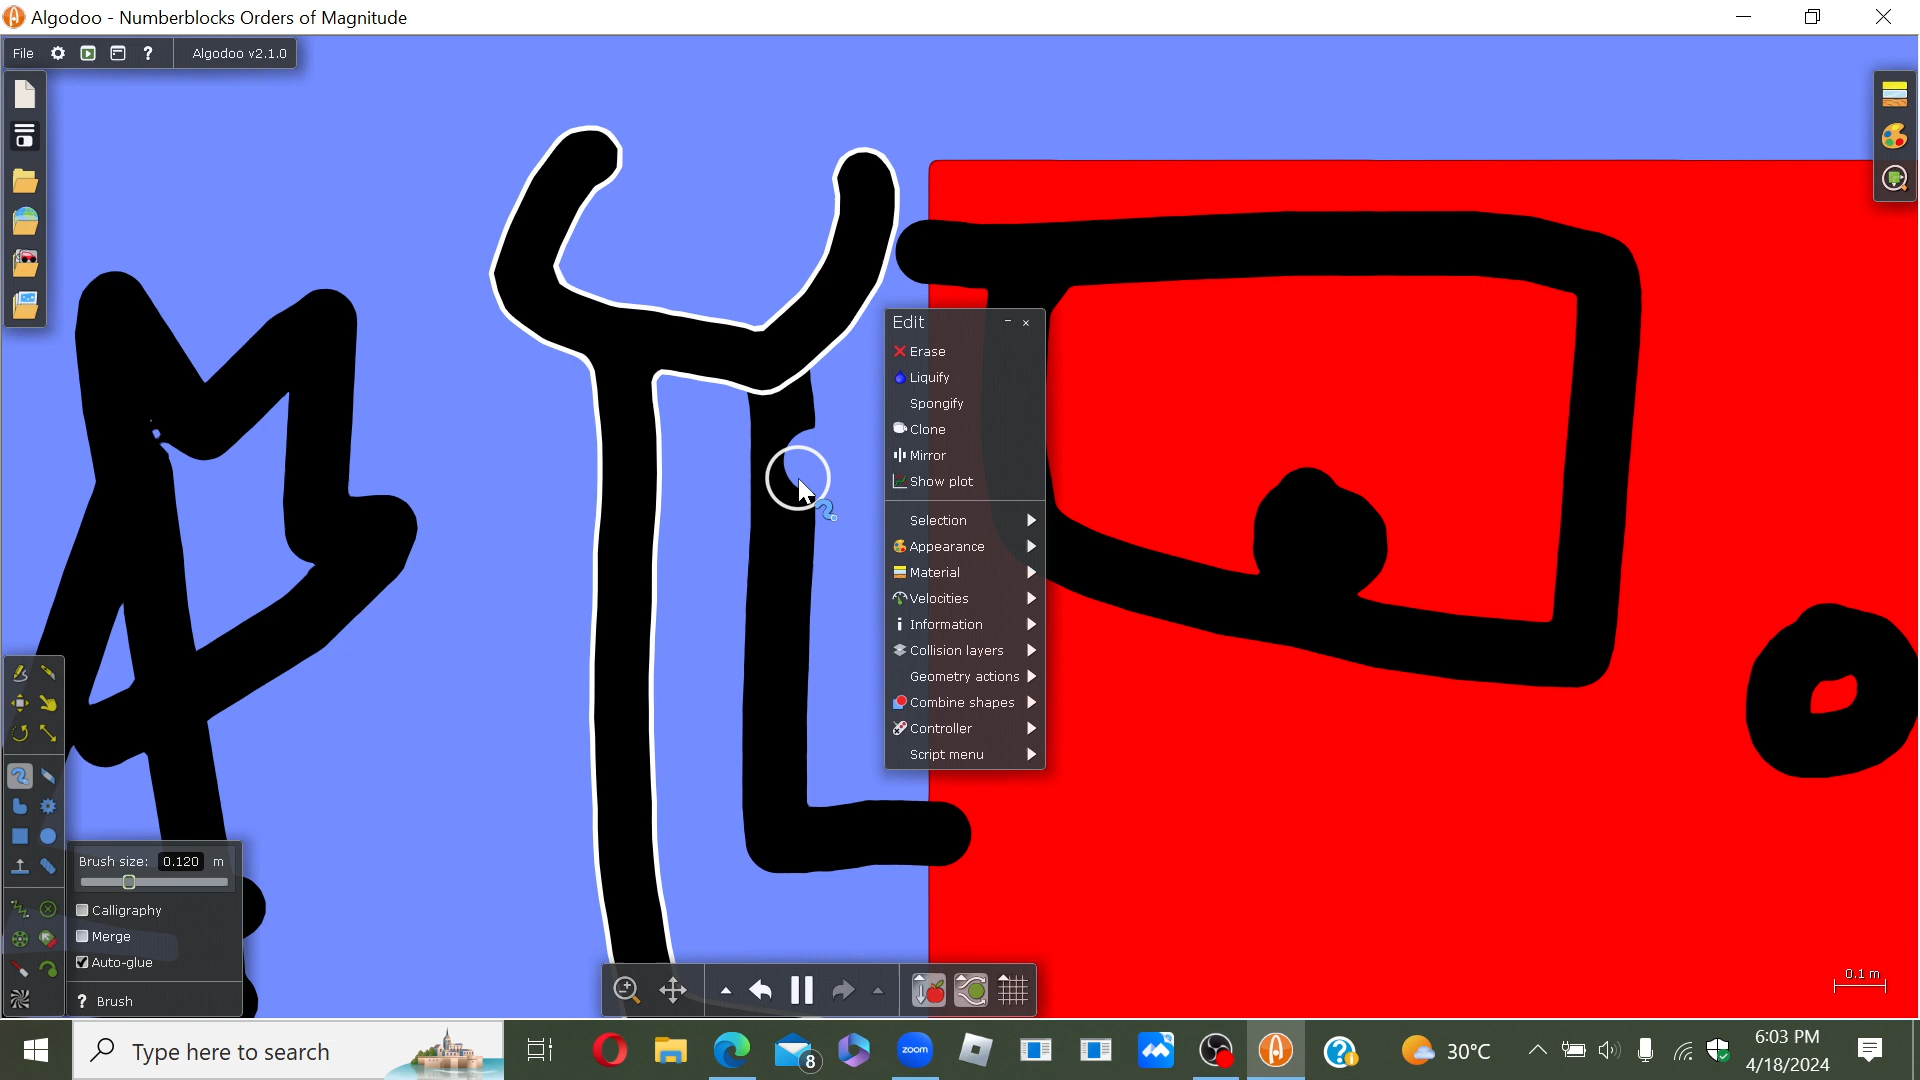 Algodoo - Numberblocks Orders of Magnitude
File ? Algodoo v2.1.0
Edit
Erase
Liquify
Spongify
Clone
Mirror
Show plot
Selection
Appearance
Material
Velocities
Information
Collision layers
Geometry actions
Combine shapes
Controller
Script menu
Brush size: 0.120 m
Calligraphy
Merge
Auto-glue
? Brush
0.1 m
Type here to search
8
zoom
30°C
6:03 PM
4/18/2024